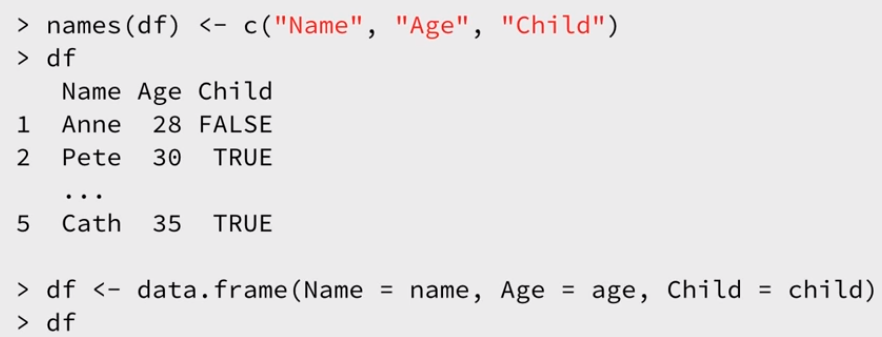 > names(df) <- c("Name", "Age", "Child")
> df
   Name Age Child
1  Anne  28 FALSE
2  Pete  30  TRUE
   ...
5  Cath  35  TRUE
> df <- data.frame(Name = name, Age = age, Child = child)
> df